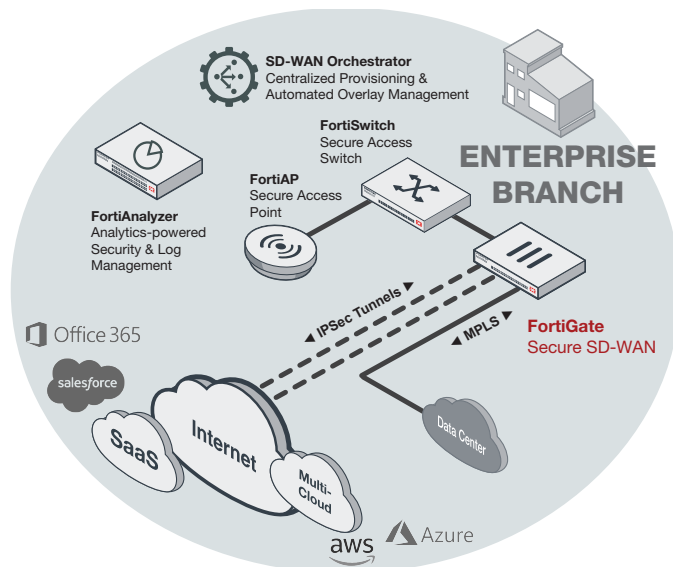 SD-WAN Orchestrator
Centralized Provisioning &
Automated Overlay Management
FortiSwitch
Secure Access
Switch
ENTERPRISE
BRANCH
FortiAP
Secure Access
Point
FortiAnalyzer
Analytics-powered
Security & Log
Management
◄ IPSec Tunnels ►
◄ MPLS ►
FortiGate
Secure SD-WAN
Office 365
salesforce
SaaS
Internet
Multi-
Cloud
Data Center
aws
Azure